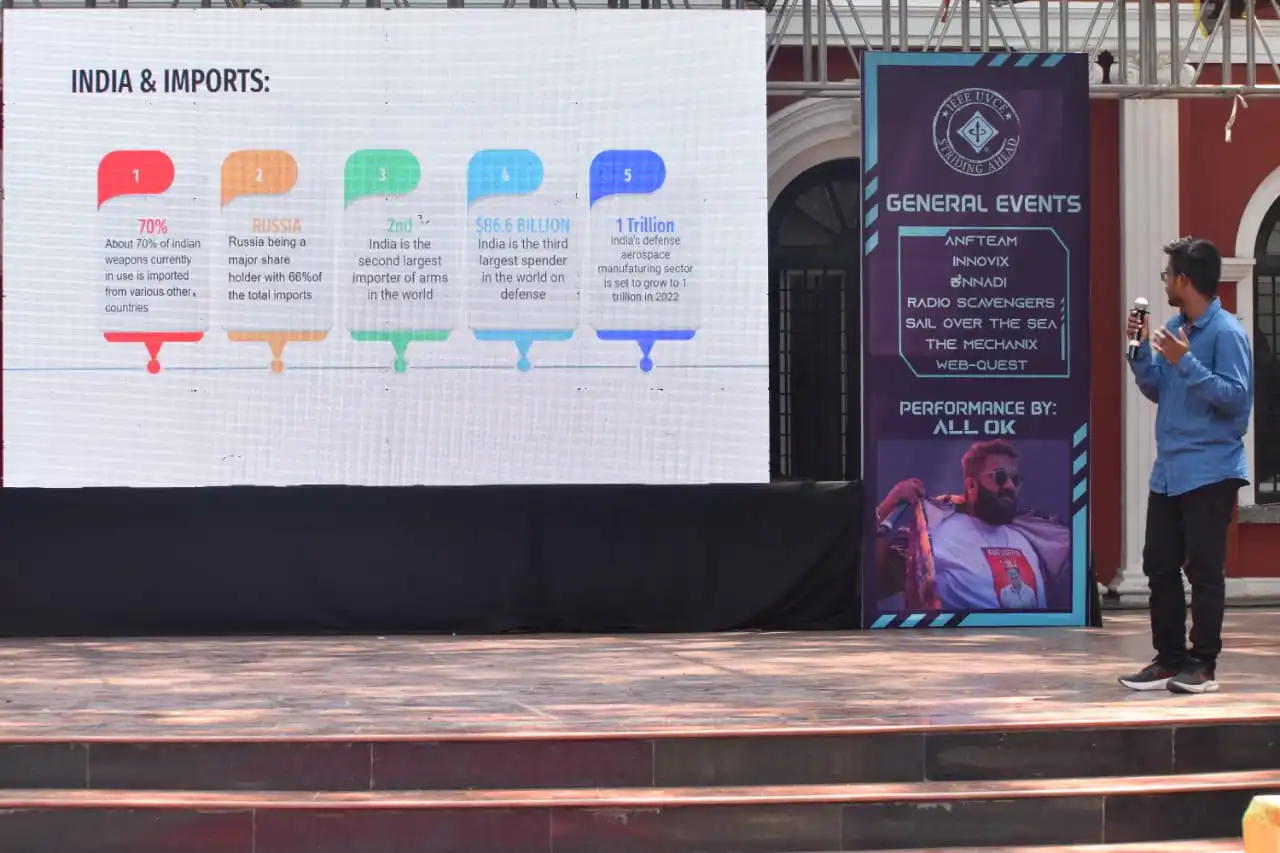 INDIA & IMPORTS:
1
70%
About 70% of indian
weapons currently
in use is imported
from various other
countries
2
RUSSIA
Russia being a
major share
holder with 66%of
the total imports
3
2nd
India is the
second largest
importer of arms
in the world
4
$86.6 BILLION
India is the third
largest spender
in the world on
defense
5
1 Trillion
India's defense
aerospace
manufaturing sector
is set to grow to 1
trillion in 2022
IEEE UVCE
STRIDING AHEAD
GENERAL EVENTS
ANFTEAM
INNOVIX
ಕNNADI
RADIO SCAVENGERS
SAIL OVER THE SEA
THE MECHANIX
WEB-QUEST
PERFORMANCE BY:
ALL OK